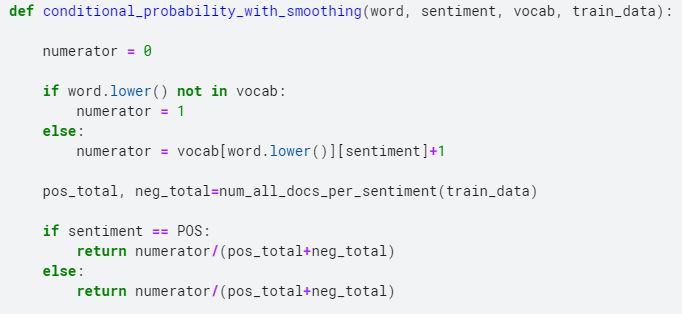 def conditional_probability_with_smoothing(word, sentiment, vocab, train_data):
    numerator = 0
    if word.lower() not in vocab:
        numerator = 1
    else:
        numerator = vocab[word.lower()][sentiment]+1
    pos_total, neg_total=num_all_docs_per_sentiment(train_data)
    if sentiment == POS:
        return numerator/(pos_total+neg_total)
    else:
        return numerator/(pos_total+neg_total)